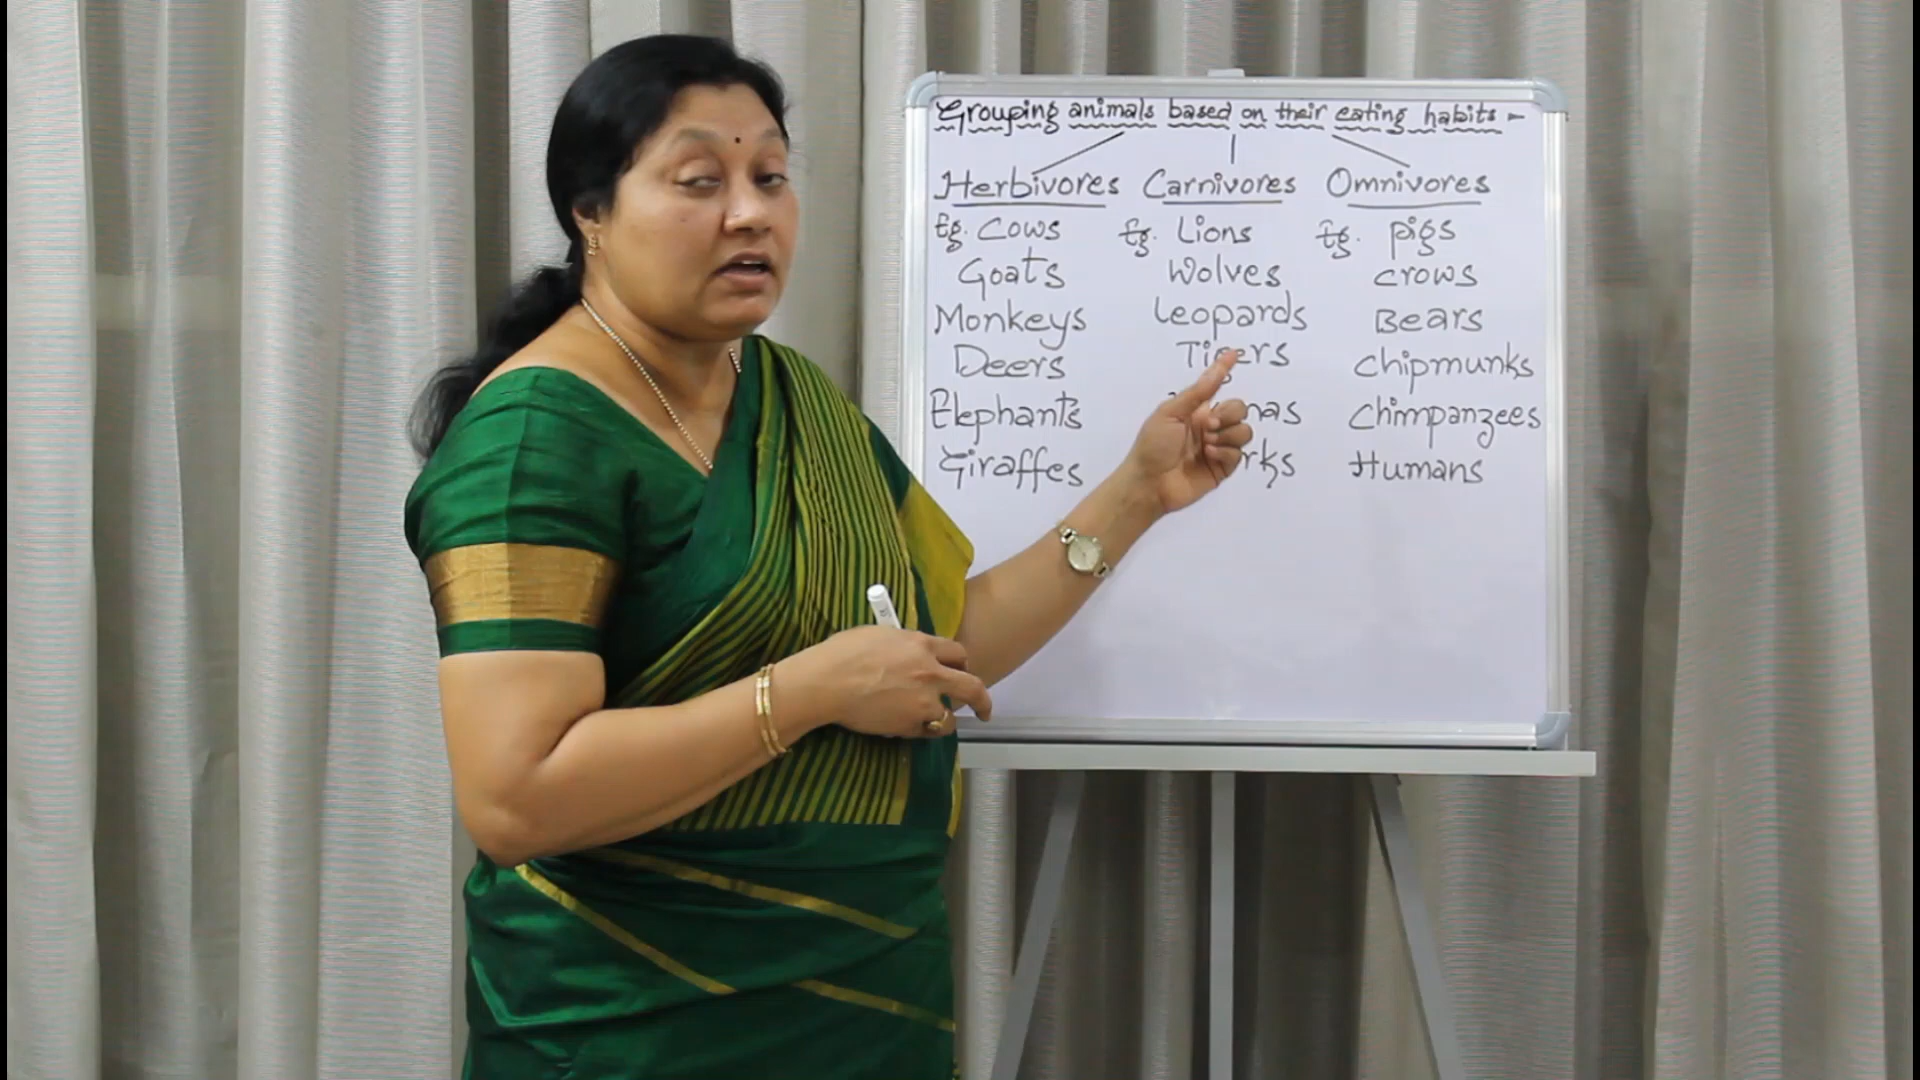 Grouping animals based on their eating habits -
Herbivores Carnivores Omnivores
Eg. Cows Eg. Lions Eg. pigs
Goats Wolves crows
Monkeys Leopards Bears
Deers Tigers Chipmunks
Elephants Chimpanzees
Giraffes Humans